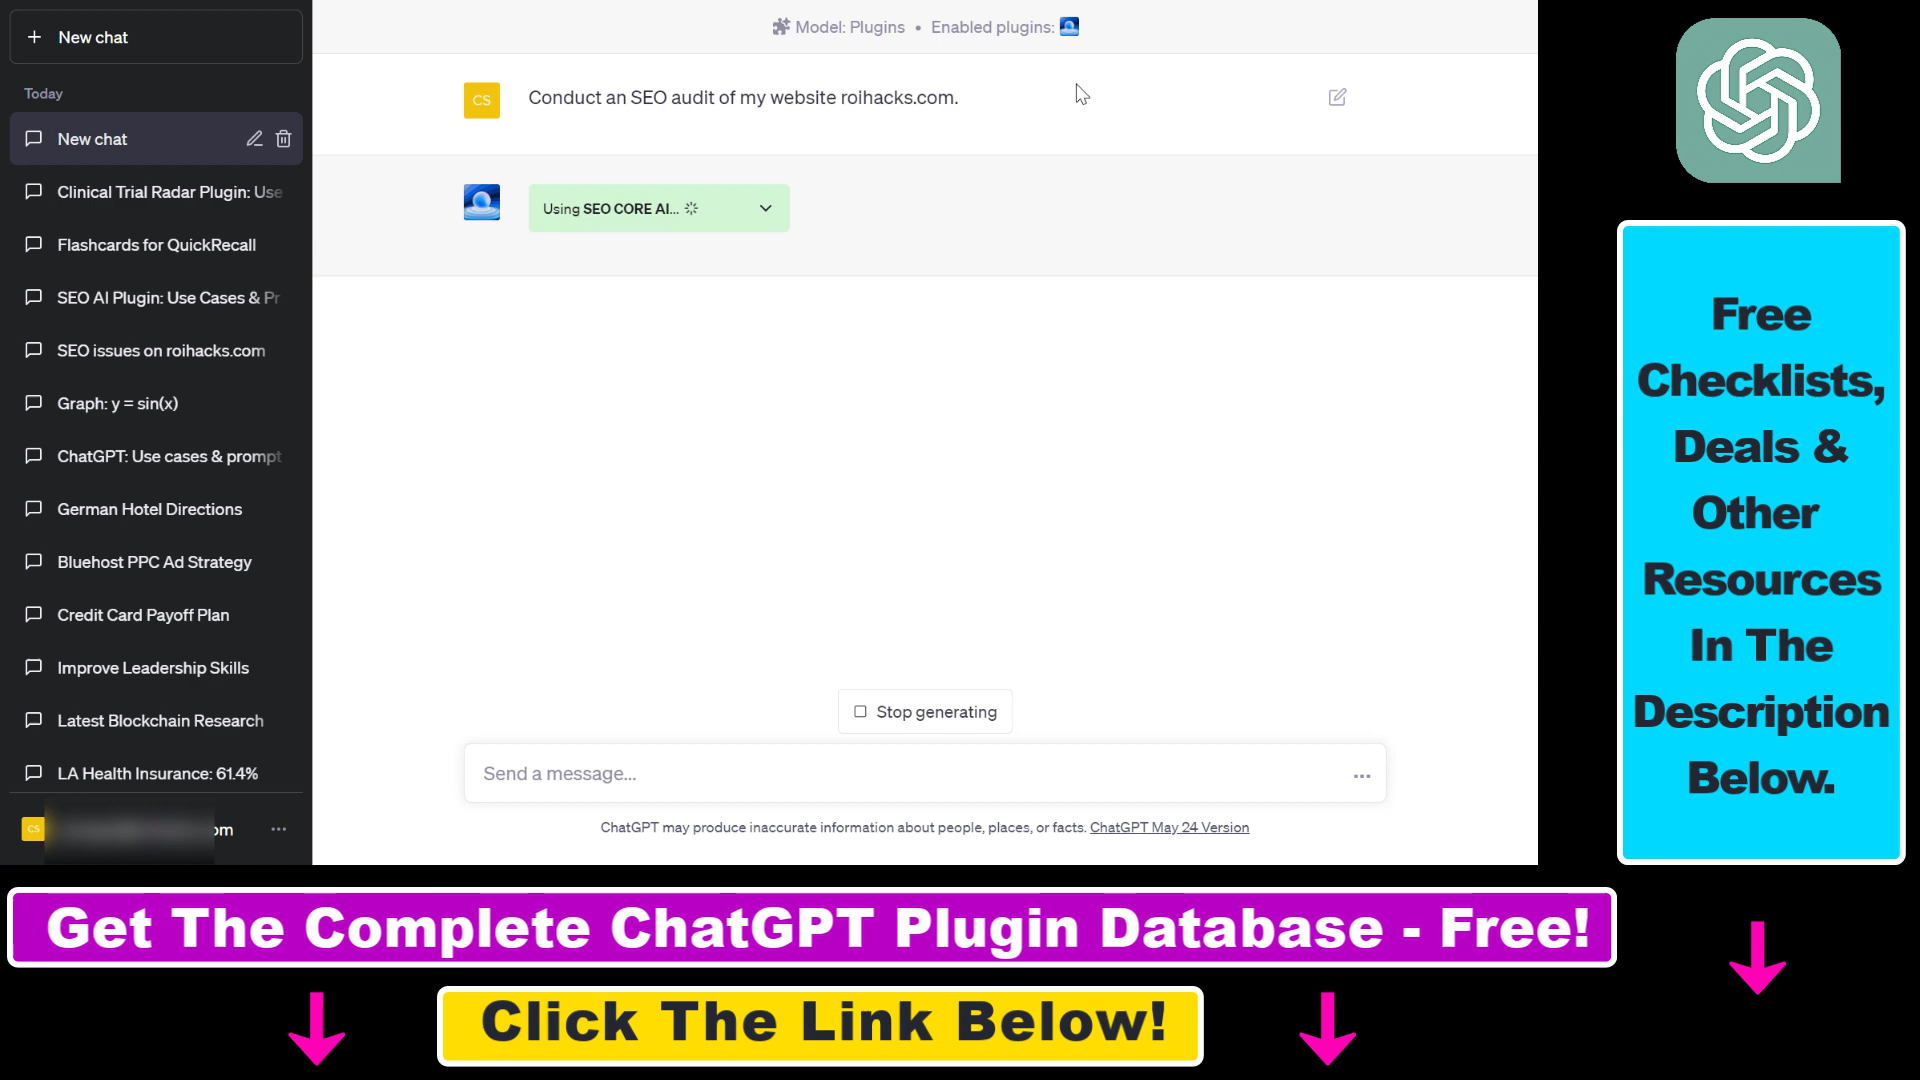 New chat
Today
New chat
Clinical Trial Radar Plugin: Use
Flashcards for QuickRecall
SEO AI Plugin: Use Cases & Pr
SEO issues on roihacks.com
Graph: y = sin(x)
ChatGPT: Use cases & prompt
German Hotel Directions
Bluehost PPC Ad Strategy
Credit Card Payoff Plan
Improve Leadership Skills
Latest Blockchain Research
LA Health Insurance: 61.4%
CS
om
Model: Plugins • Enabled plugins:
CS
Conduct an SEO audit of my website roihacks.com.
Using SEO CORE AI...
Stop generating
Send a message...
ChatGPT may produce inaccurate information about people, places, or facts. ChatGPT May 24 Version
Free
Checklists,
Deals &
Other
Resources
In The
Description
Below.
Get The Complete ChatGPT Plugin Database - Free!
Click The Link Below!